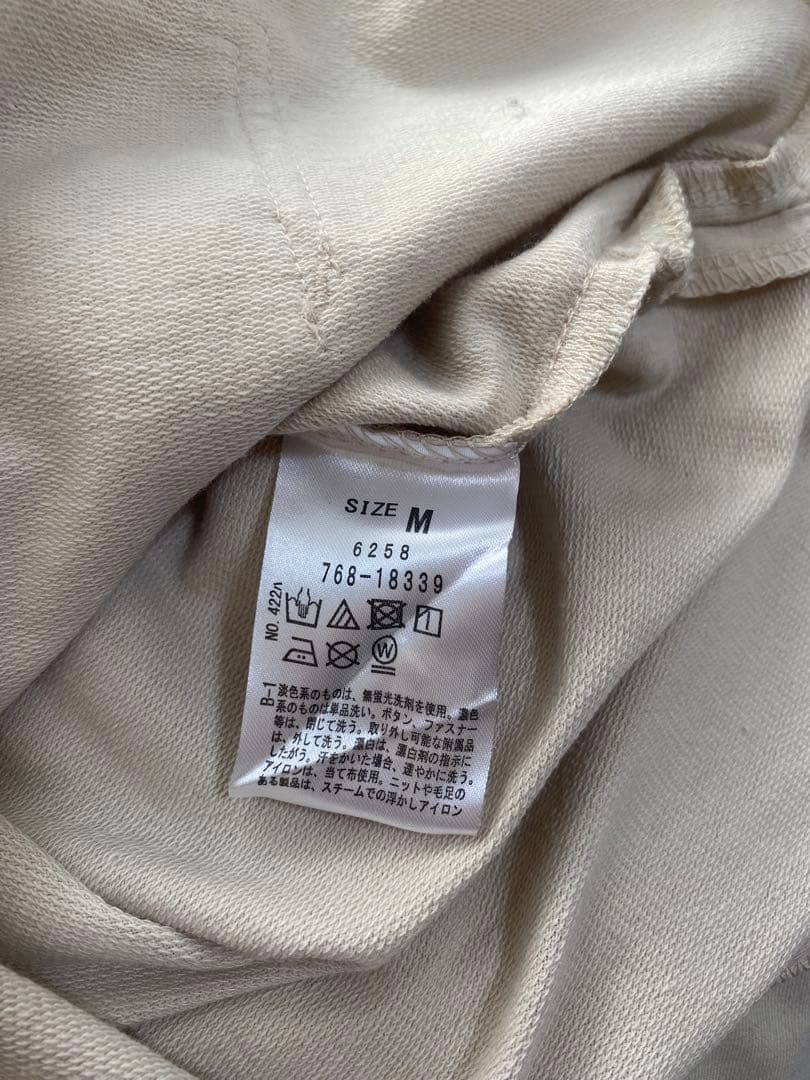 SIZE M
6258
768-18339
NO. 422ﾊ
W
B-1
淡色系のものは、無蛍光洗剤を使用。濃色
系のものは単品洗い。ボタン、ファスナー
等は、閉じて洗う。取り外し可能な附属品
は、外して洗う。漂白は、漂白剤の指示に
したがう。汗をかいた場合、速やかに洗う。
アイロンは、当て布使用。ニットや毛足の
ある製品は、スチームでの浮かしアイロン